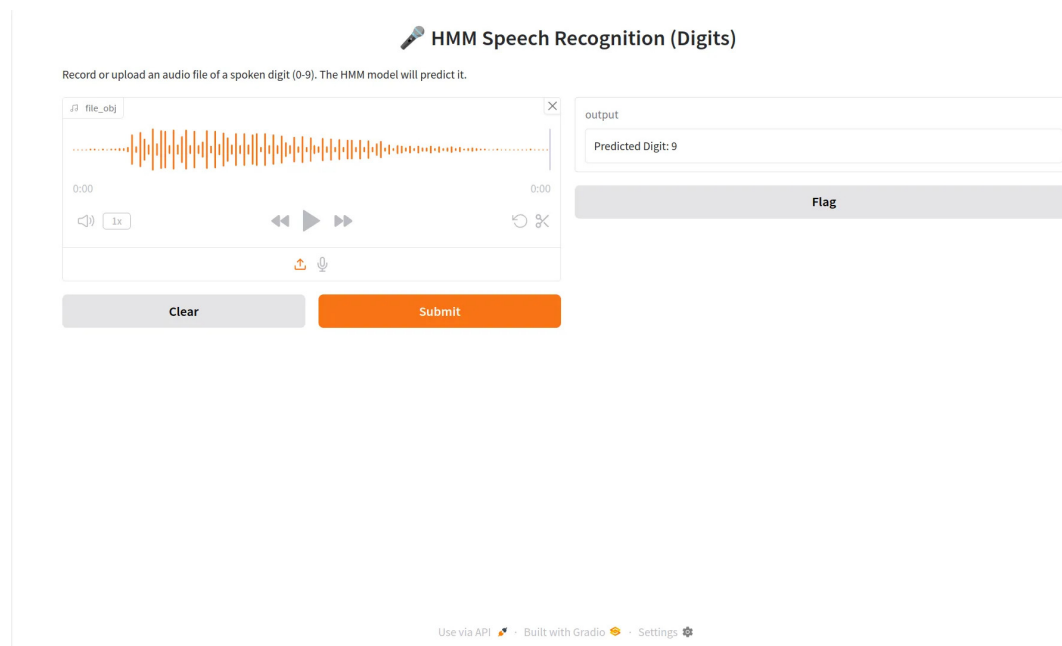 🎤 HMM Speech Recognition (Digits)
Record or upload an audio file of a spoken digit (0-9). The HMM model will predict it.
file_obj
0:00
0:00
1x
Clear
Submit
output
Predicted Digit: 9
Flag
Use via API 🚀 · Built with Gradio · Settings ⚙️